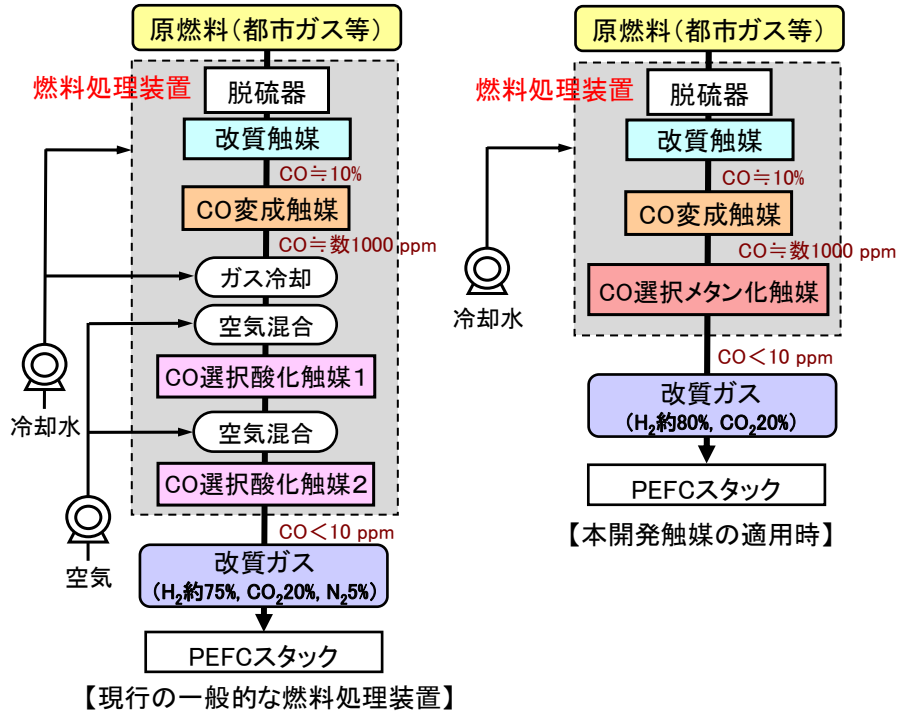 原燃料(都市ガス等)
燃料処理装置
脱硫器
改質触媒
CO≒10%
CO変成触媒
CO≒数1000 ppm
ガス冷却
空気混合
CO選択酸化触媒1
冷却水
空気混合
CO選択酸化触媒2
CO<10 ppm
空気
改質ガス
(H₂約75%, CO₂20%, N₂5%)
PEFCスタック
【現行の一般的な燃料処理装置】
原燃料(都市ガス等)
燃料処理装置
脱硫器
改質触媒
CO≒10%
CO変成触媒
CO≒数1000 ppm
CO選択メタン化触媒
冷却水
CO<10 ppm
改質ガス
(H₂約80%, CO₂20%)
PEFCスタック
【本開発触媒の適用時】